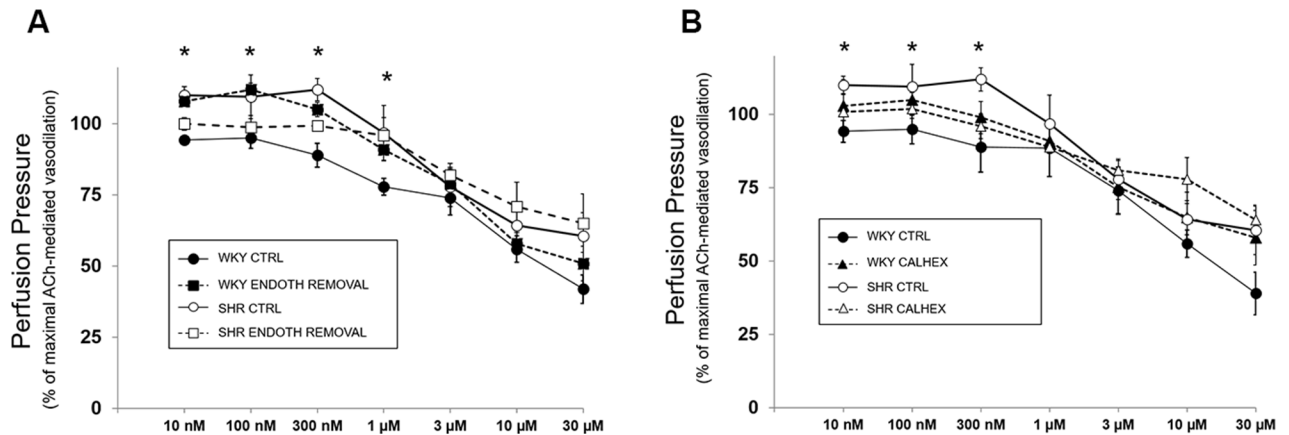 A
*
*
*
*
Perfusion Pressure
(% of maximal ACh-mediated vasodilation)
100
75
50
25
0
WKY CTRL
WKY ENDOTH REMOVAL
SHR CTRL
SHR ENDOTH REMOVAL
10 nM 100 nM 300 nM 1 µM 3 µM 10 µM 30 µM
B
*
*
*
Perfusion Pressure
(% of maximal ACh-mediated vasodilation)
100
75
50
25
0
WKY CTRL
WKY CALHEX
SHR CTRL
SHR CALHEX
10 nM 100 nM 300 nM 1 µM 3 µM 10 µM 30 µM